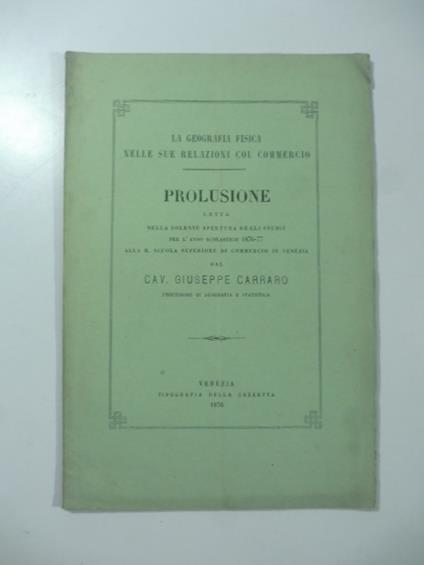 LA GEOGRAFIA FISICA
NELLE SUE RELAZIONI COL COMMERCIO
PROLUSIONE
LETTA
NELLA SOLENNE APERTURA DEGLI STUDII
PER L'ANNO SCOLASTICO 1876-77
ALLA R. SCUOLA SUPERIORE DI COMMERCIO IN VENEZIA
DAL
CAV. GIUSEPPE CARRARO
PROFESSORE DI GEOGRAFIA E STATISTICA
VENEZIA
TIPOGRAFIA DELLA GAZZETTA
1876